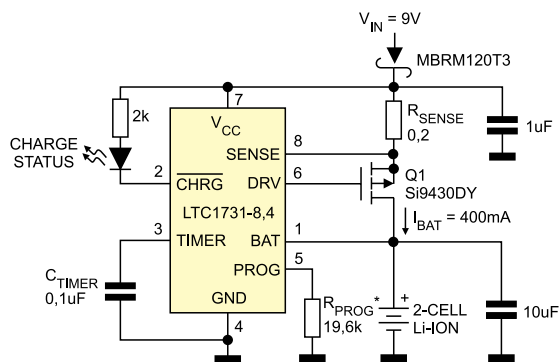 V_IN = 9V
MBRM120T3
7
2k
V_CC
R_SENSE
0,2
1uF
CHARGE
STATUS
SENSE
8
2
CHRG
DRV
6
Q1
Si9430DY
LTC1731-8,4
I_BAT = 400mA
3
TIMER
BAT
1
PROG
5
C_TIMER
0,1uF
R_PROG *
19,6k
+
2-CELL
Li-ION
10uF
GND
4